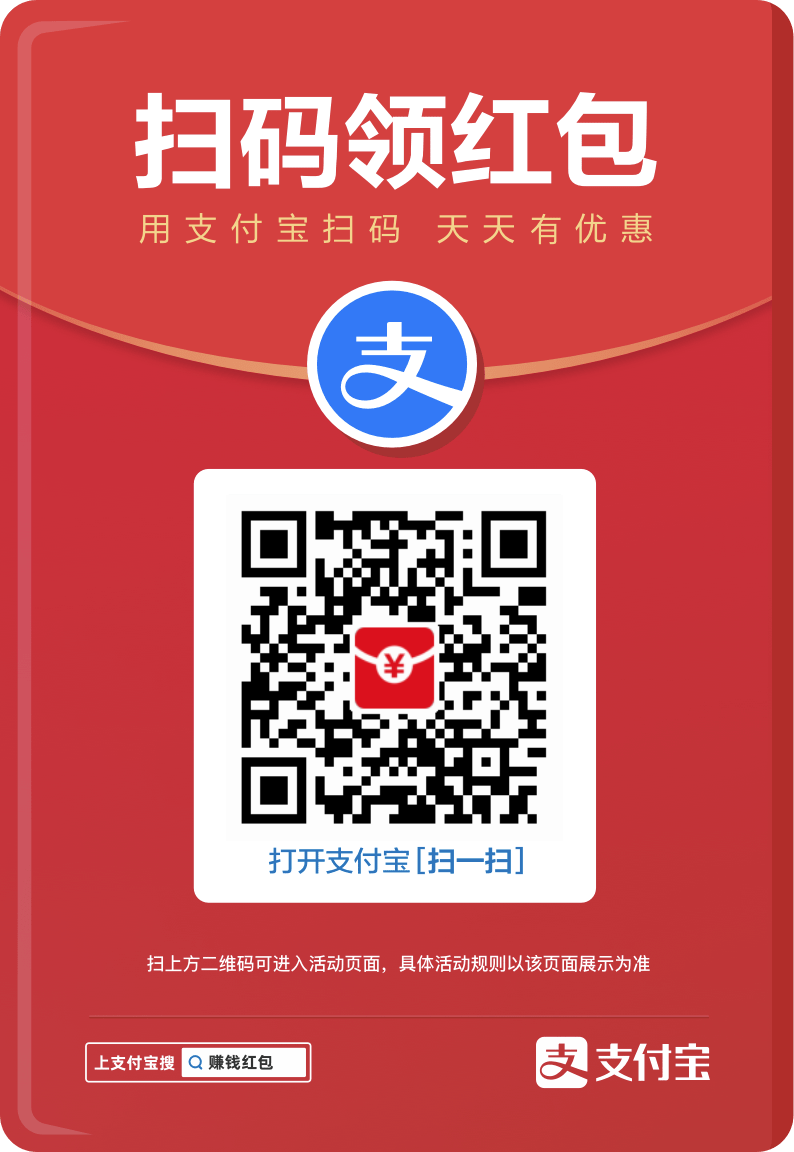 扫码领红包
用支付宝扫码 天天有优惠
支
¥
打开支付宝[扫一扫]
扫上方二维码可进入活动页面，具体活动规则以该页面展示为准
上支付宝搜 赚钱红包
支 支付宝